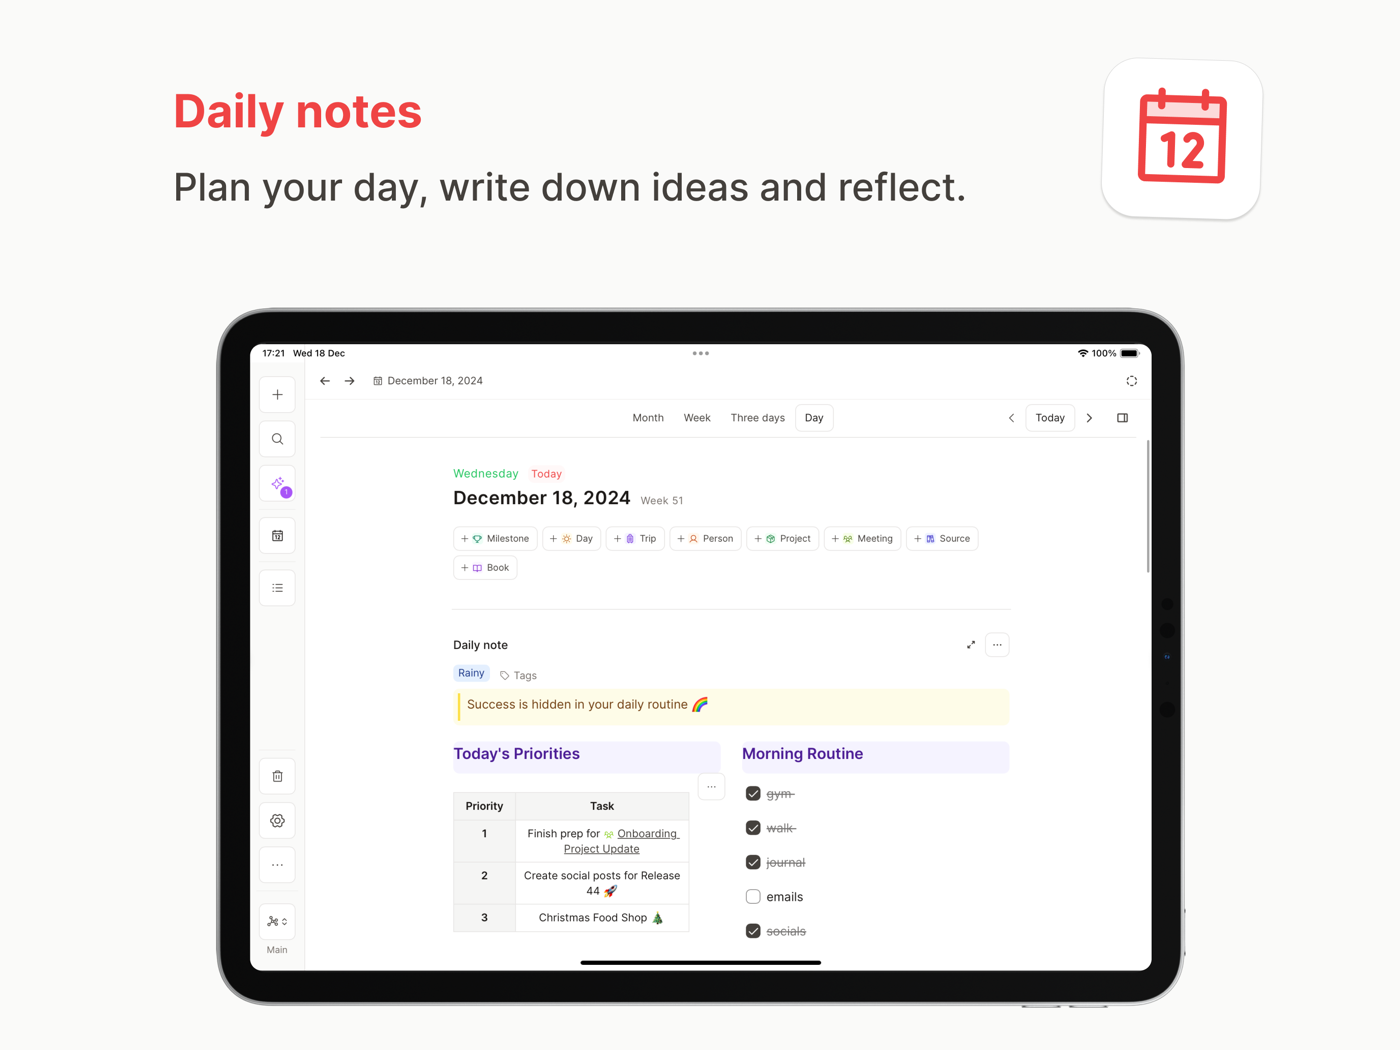 Daily notes
12
Plan your day, write down ideas and reflect.
17:21 Wed 18 Dec
100%
December 18, 2024
Month Week Three days Day
Today
1
12
Wednesday Today
December 18, 2024 Week 51
+ Milestone + Day + Trip + Person + Project + Meeting + Source
+ Book
Daily note
Rainy Tags
Success is hidden in your daily routine 🌈
Today's Priorities
Priority Task
1 Finish prep for Onboarding
Project Update
2 Create social posts for Release
44 🚀
3 Christmas Food Shop 🎄
Morning Routine
gym
walk
journal
emails
socials
Main